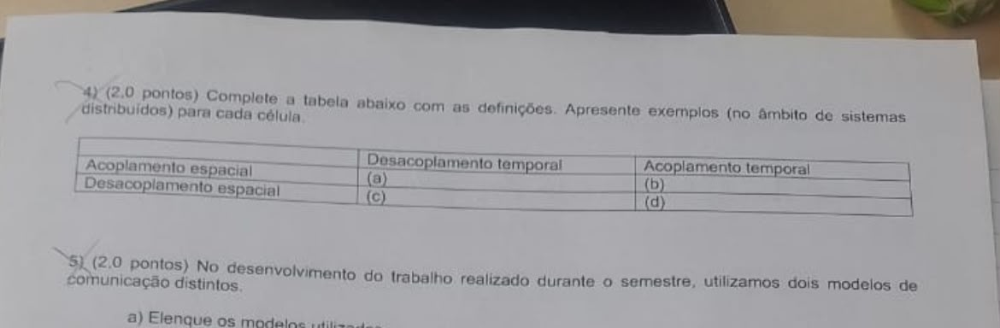 4) (2,0 pontos) Complete a tabela abaixo com as definições. Apresente exemplos (no âmbito de sistemas
distribuídos) para cada célula.
Desacoplamento temporal Acoplamento temporal
Acoplamento espacial (a) (b)
Desacoplamento espacial (c) (d)
5) (2,0 pontos) No desenvolvimento do trabalho realizado durante o semestre, utilizamos dois modelos de
comunicação distintos.
a) Elenque os modelos utilizados